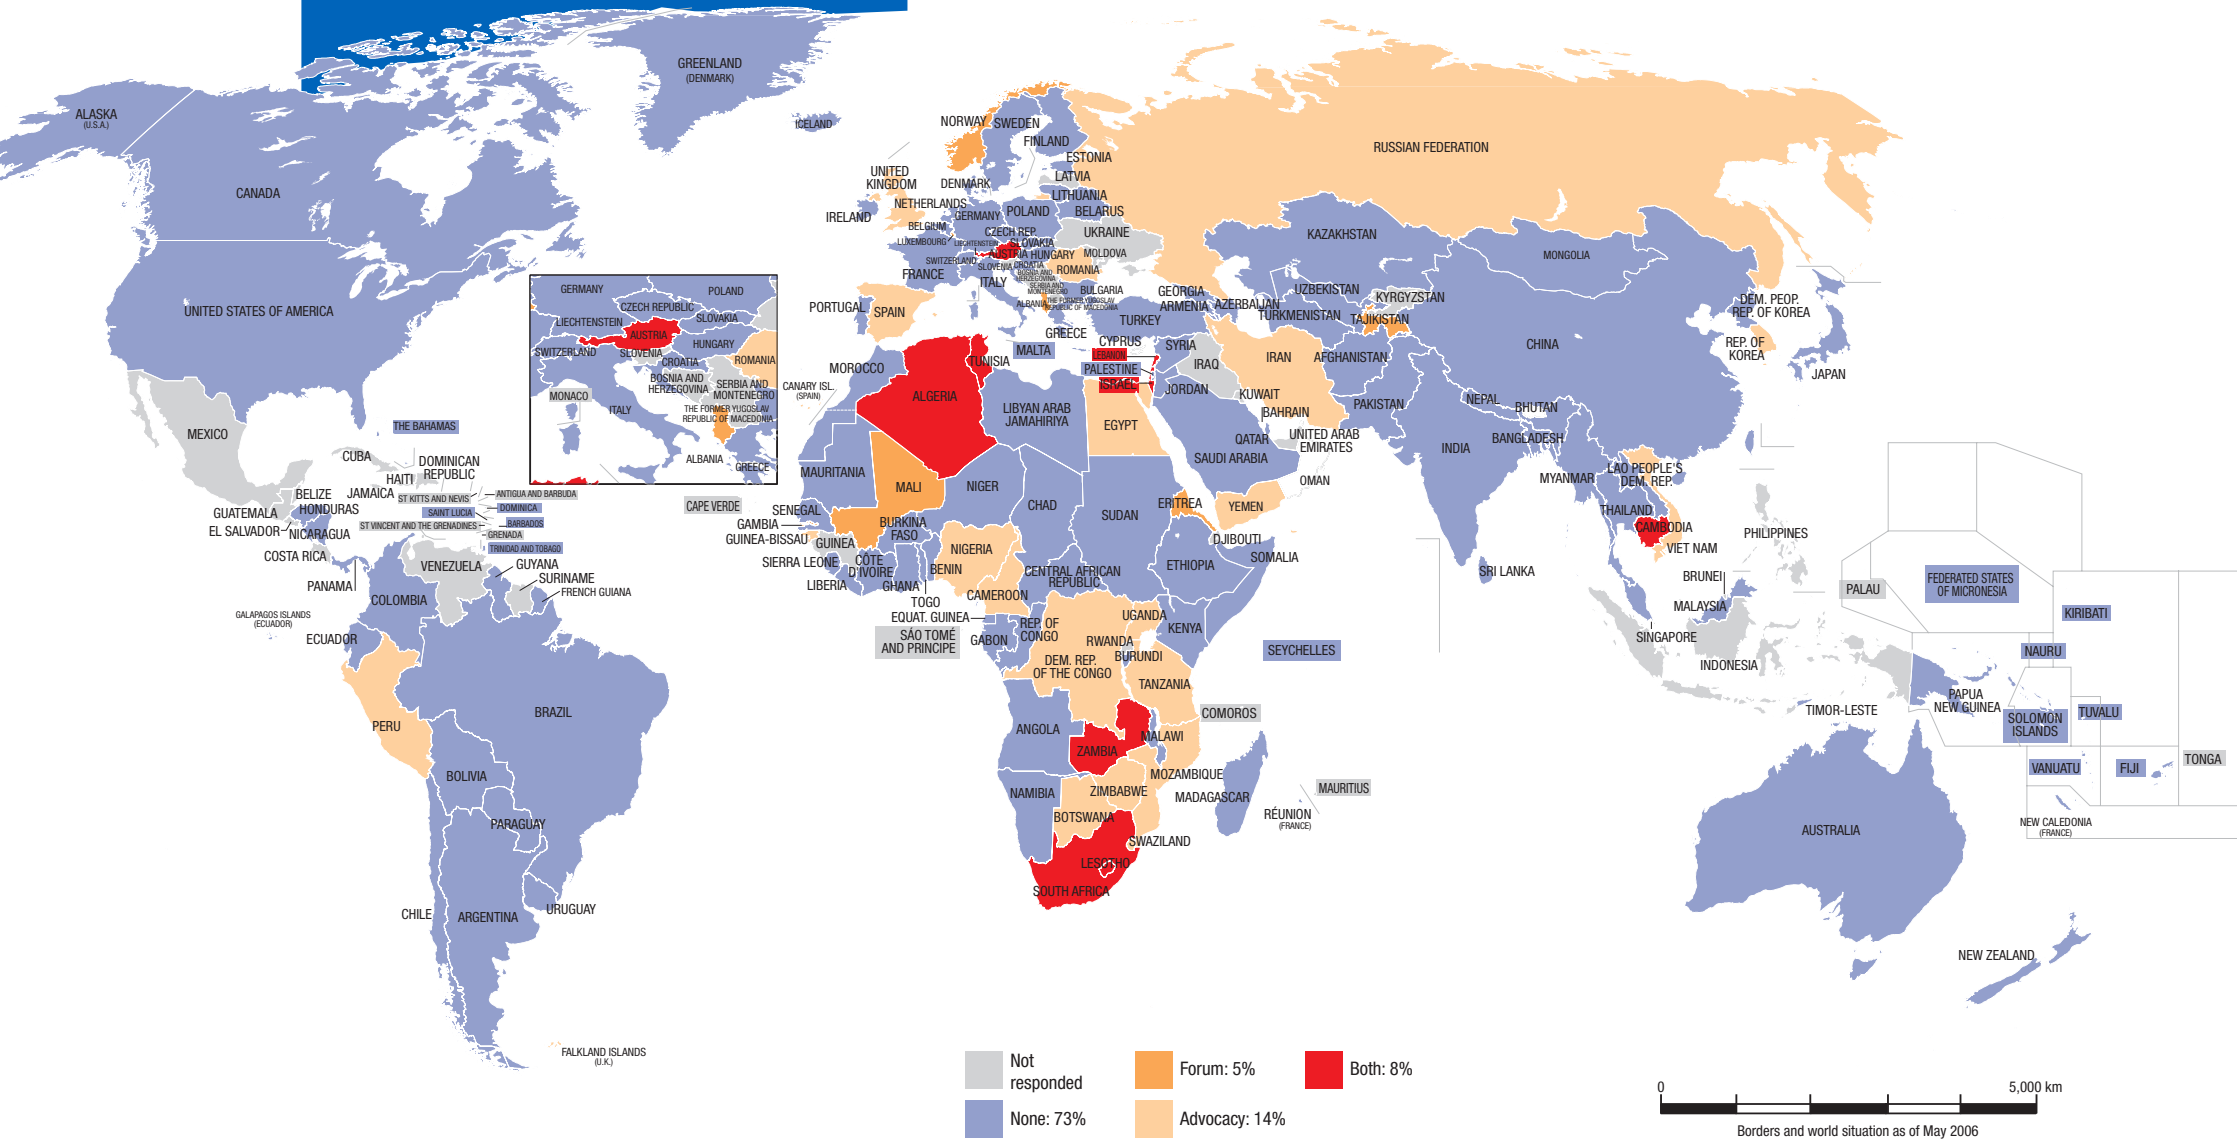 GREENLAND
(DENMARK)
ALASKA
(U.S.A.)
ICELAND
CANADA
UNITED STATES OF AMERICA
NORWAY
SWEDEN
FINLAND
ESTONIA
LATVIA
LITHUANIA
DENMARK
UNITED
KINGDOM
IRELAND
NETHERLANDS
BELGIUM
LUXEMBOURG
GERMANY
POLAND
BELARUS
CZECH REP.
SLOVAKIA
LIECHTENSTEIN
AUSTRIA
HUNGARY
UKRAINE
MOLDOVA
SWITZERLAND
SLOVENIA
CROATIA
BOSNIA AND
HERZEGOVINA
SERBIA AND
MONTENEGRO
ROMANIA
FRANCE
ITALY
BULGARIA
ALBANIA
THE FORMER YUGOSLAV
REPUBLIC OF MACEDONIA
PORTUGAL
SPAIN
GREECE
MALTA
RUSSIAN FEDERATION
KAZAKHSTAN
MONGOLIA
GEORGIA
ARMENIA
AZERBAIJAN
UZBEKISTAN
TURKMENISTAN
KYRGYZSTAN
TAJIKISTAN
TURKEY
CYPRUS
SYRIA
LEBANON
PALESTINE
ISRAEL
JORDAN
IRAQ
IRAN
AFGHANISTAN
KUWAIT
BAHRAIN
QATAR
UNITED ARAB
EMIRATES
SAUDI ARABIA
OMAN
YEMEN
PAKISTAN
INDIA
NEPAL
BHUTAN
BANGLADESH
CHINA
DEM. PEOP.
REP. OF KOREA
REP. OF
KOREA
JAPAN
MYANMAR
LAO PEOPLE'S
DEM. REP.
THAILAND
CAMBODIA
VIET NAM
SRI LANKA
PHILIPPINES
BRUNEI
MALAYSIA
SINGAPORE
INDONESIA
TIMOR-LESTE
PALAU
FEDERATED STATES
OF MICRONESIA
KIRIBATI
NAURU
PAPUA
NEW GUINEA
SOLOMON
ISLANDS
TUVALU
VANUATU
FIJI
TONGA
NEW CALEDONIA
(FRANCE)
AUSTRALIA
NEW ZEALAND
GERMANY
POLAND
CZECH REPUBLIC
SLOVAKIA
LIECHTENSTEIN
AUSTRIA
HUNGARY
SWITZERLAND
SLOVENIA
CROATIA
ROMANIA
BOSNIA AND
HERZEGOVINA
SERBIA AND
MONTENEGRO
MONACO
ITALY
THE FORMER YUGOSLAV
REPUBLIC OF MACEDONIA
ALBANIA
GREECE
CANARY ISL.
(SPAIN)
MEXICO
THE BAHAMAS
CUBA
DOMINICAN
REPUBLIC
HAITI
JAMAICA
BELIZE
HONDURAS
GUATEMALA
EL SALVADOR
NICARAGUA
COSTA RICA
PANAMA
ST KITTS AND NEVIS
ANTIGUA AND BARBUDA
SAINT LUCIA
DOMINICA
ST VINCENT AND THE GRENADINES
BARBADOS
GRENADA
TRINIDAD AND TOBAGO
VENEZUELA
GUYANA
SURINAME
FRENCH GUIANA
COLOMBIA
GALAPAGOS ISLANDS
(ECUADOR)
ECUADOR
PERU
BRAZIL
BOLIVIA
PARAGUAY
CHILE
ARGENTINA
URUGUAY
FALKLAND ISLANDS
(U.K.)
MOROCCO
ALGERIA
TUNISIA
LIBYAN ARAB
JAMAHIRIYA
EGYPT
MAURITANIA
MALI
NIGER
CHAD
SUDAN
ERITREA
CAPE VERDE
SENEGAL
GAMBIA
GUINEA-BISSAU
GUINEA
SIERRA LEONE
LIBERIA
CÔTE
D'IVOIRE
BURKINA
FASO
GHANA
TOGO
BENIN
NIGERIA
CAMEROON
EQUAT. GUINEA
SÁO TOMÉ
AND PRINCIPE
GABON
REP. OF
CONGO
CENTRAL AFRICAN
REPUBLIC
DEM. REP.
OF THE CONGO
DJIBOUTI
ETHIOPIA
SOMALIA
UGANDA
KENYA
RWANDA
BURUNDI
TANZANIA
SEYCHELLES
COMOROS
ANGOLA
ZAMBIA
MALAWI
MOZAMBIQUE
MADAGASCAR
ZIMBABWE
NAMIBIA
BOTSWANA
SWAZILAND
LESOTHO
SOUTH AFRICA
MAURITIUS
RÉUNION
(FRANCE)
Not
responded
None: 73%
Forum: 5%
Advocacy: 14%
Both: 8%
0
5,000 km
Borders and world situation as of May 2006